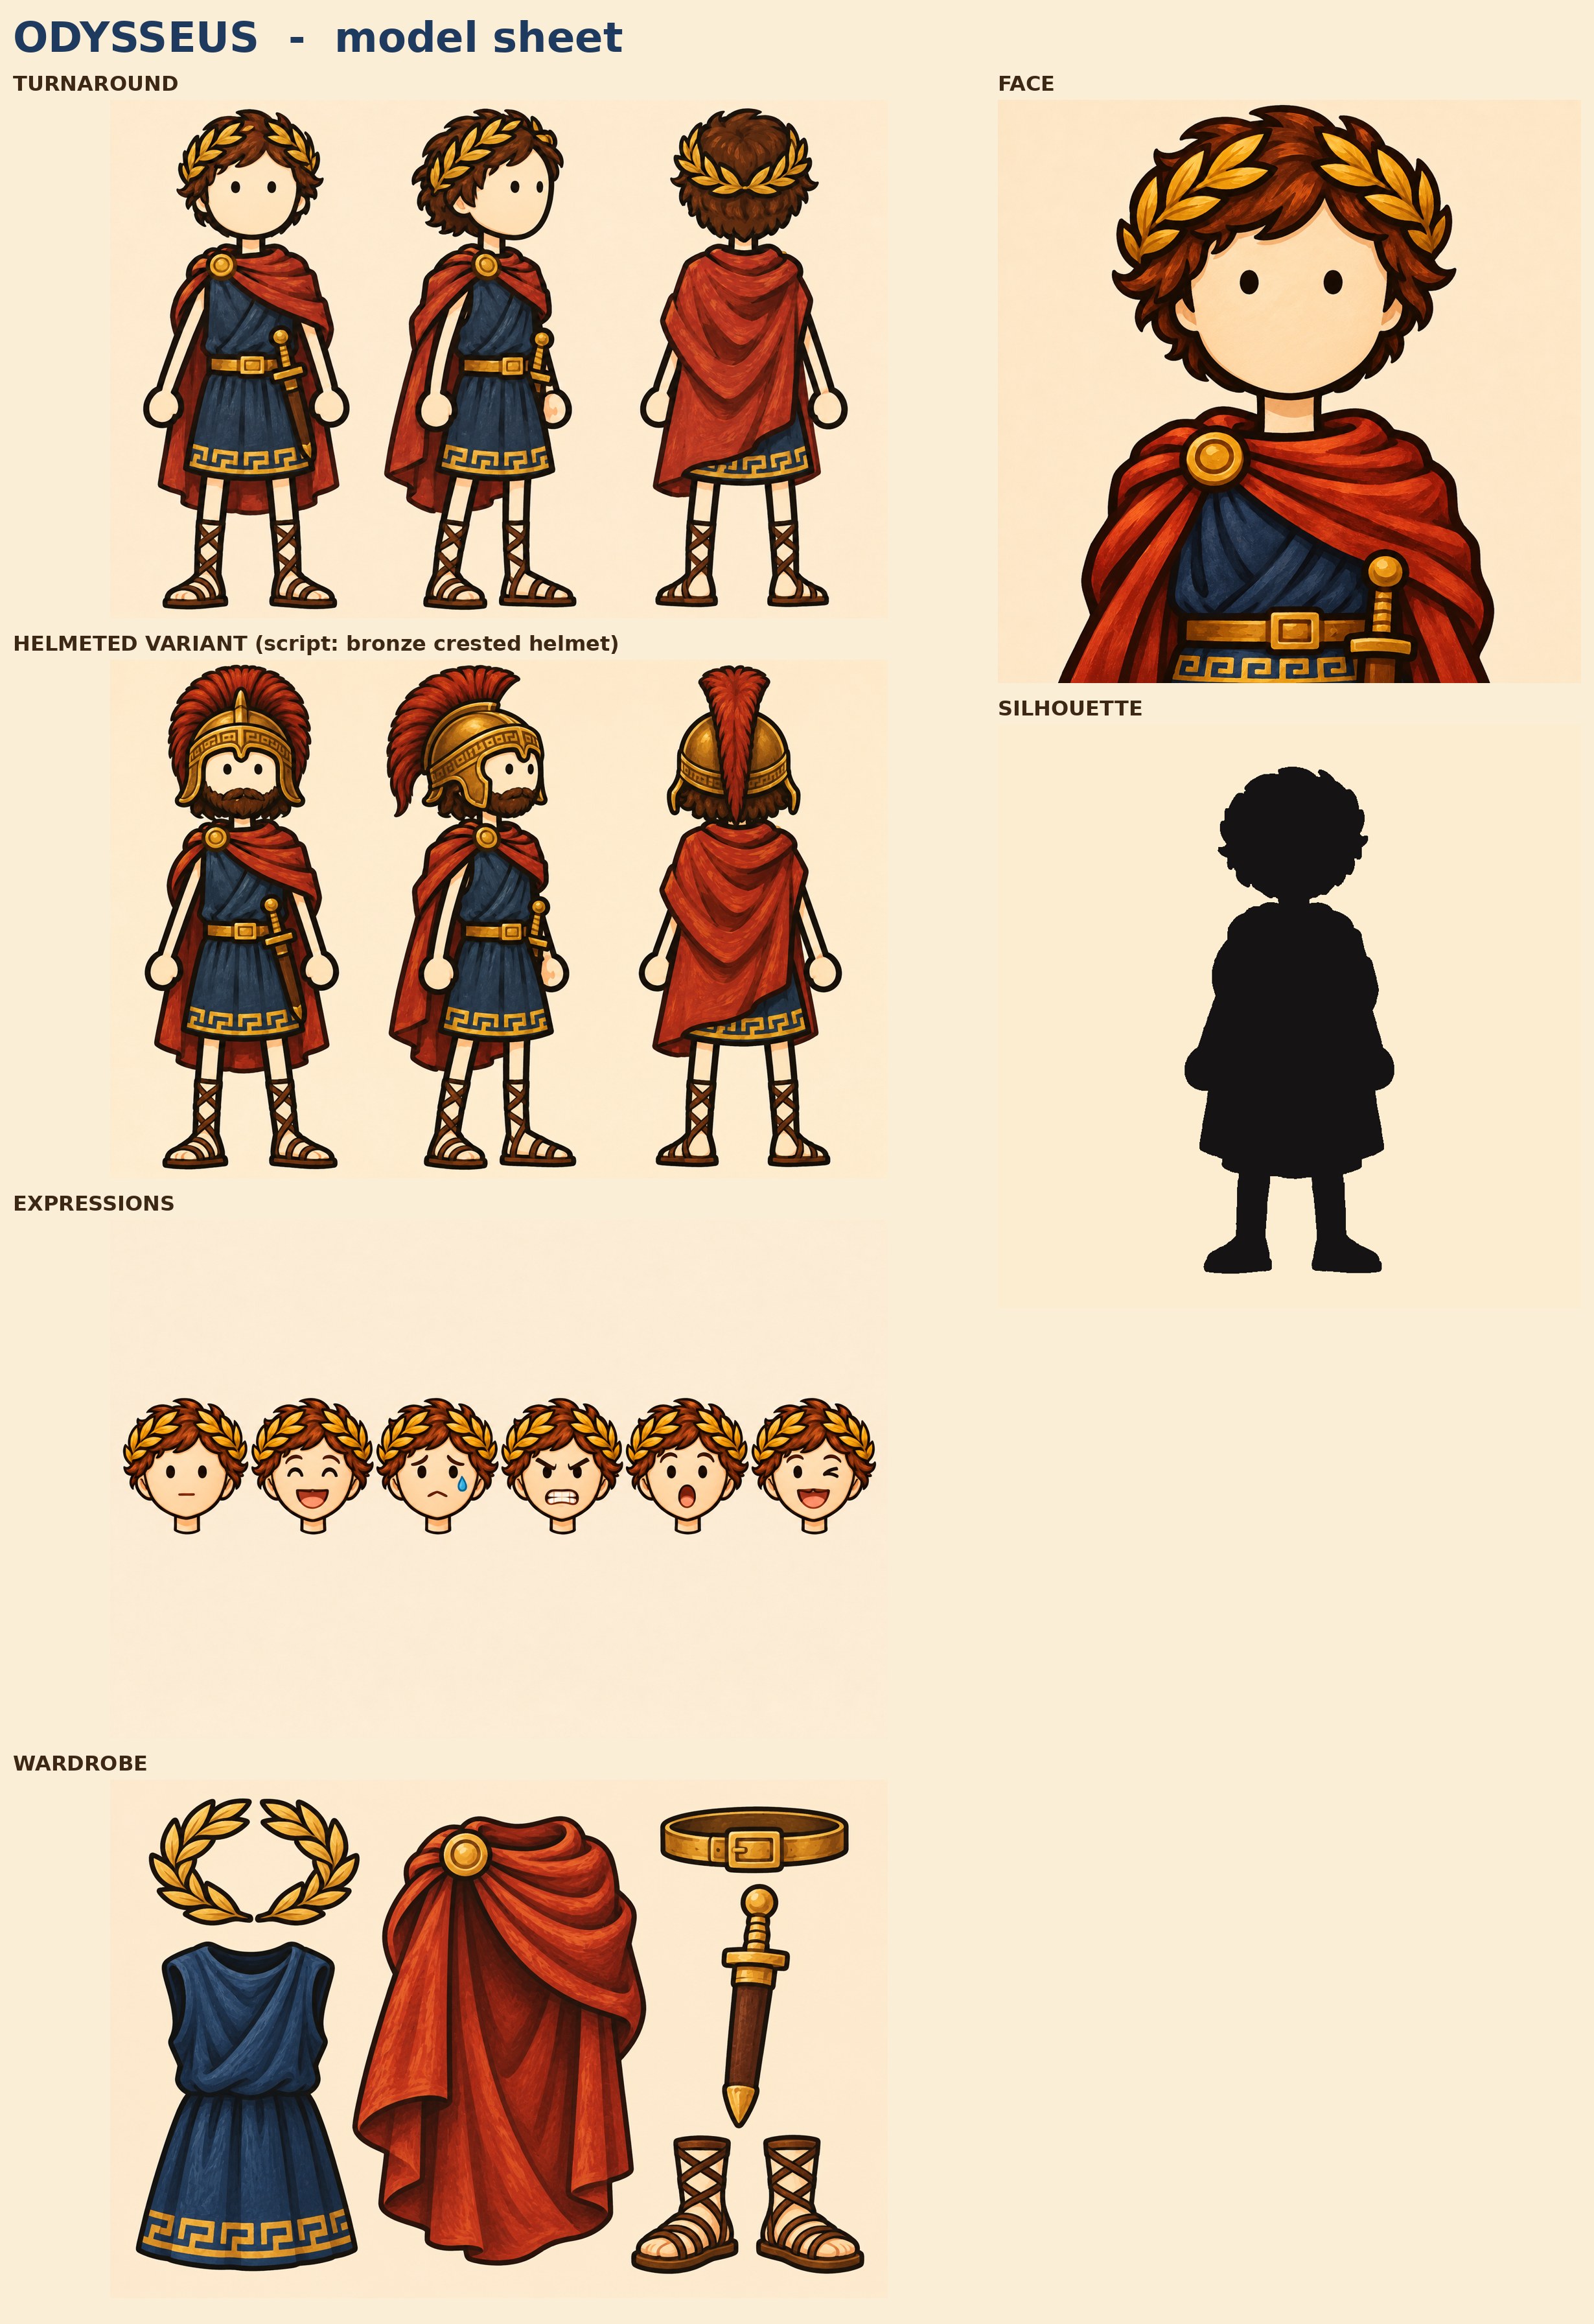 ODYSSEUS - model sheet
TURNAROUND
FACE
HELMETED VARIANT (script: bronze crested helmet)
SILHOUETTE
EXPRESSIONS
WARDROBE